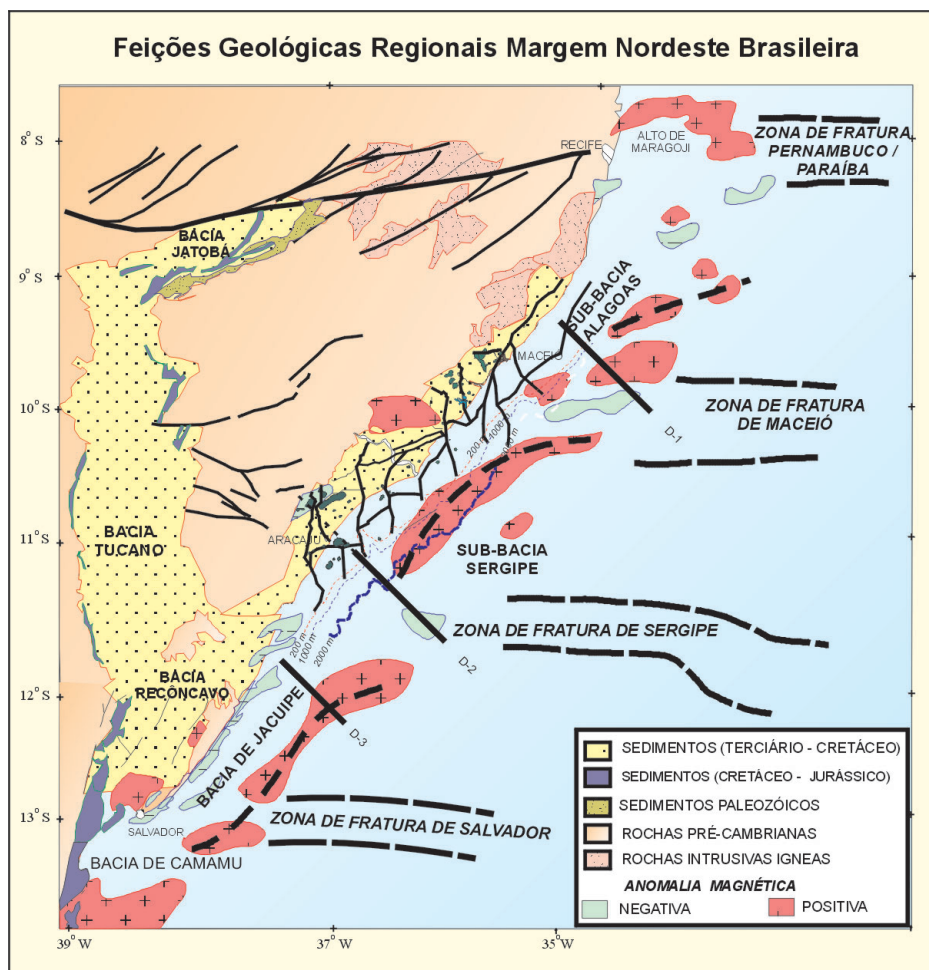 Feições Geológicas Regionais Margem Nordeste Brasileira
8° S
9° S
10° S
11° S
12° S
13° S
39° W
37° W
35° W
RECIFE
ALTO DE
MARAGOJI
ZONA DE FRATURA
PERNAMBUCO /
PARAÍBA
BACIA
JATOBÁ
SUB-BACIA
ALAGOAS
MACEIÓ
200 m
4000 m
D-1
ZONA DE FRATURA
DE MACEIÓ
BACIA
TUCANO
ARACAJU
SUB-BACIA
SERGIPE
ZONA DE FRATURA DE SERGIPE
200 m
1000 m
2000 m
D-2
BACIA
RECÔNCAVO
BACIA DE JACUIPE
D-3
SALVADOR
ZONA DE FRATURA DE SALVADOR
BACIA DE CAMAMU
SEDIMENTOS (TERCIÁRIO - CRETÁCEO)
SEDIMENTOS (CRETÁCEO - JURÁSSICO)
SEDIMENTOS PALEOZÓICOS
ROCHAS PRÉ-CAMBRIANAS
ROCHAS INTRUSIVAS IGNEAS
ANOMALIA MAGNÉTICA
NEGATIVA
POSITIVA